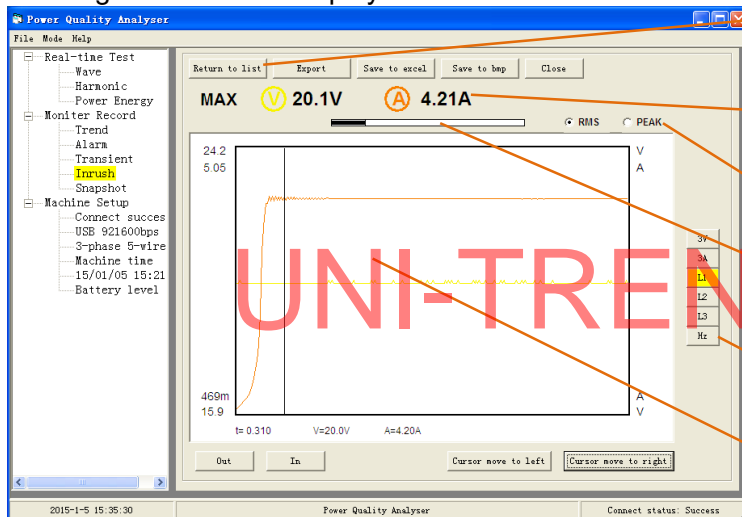 Power Quality Analyser
File Mode Help
Real-time Test
Wave
Harmonic
Power Energy
Moniter Record
Trend
Alarm
Transient
Inrush
Snapshot
Machine Setup
Connect succes
USB 921600bps
3-phase 5-wire
Machine time
15/01/05 15:21
Battery level
Return to list Export Save to excel Save to bmp Close
MAX V 20.1V A 4.21A
RMS PEAK
24.2 V
5.05 A
UNI-TREN
3V
3A
L1
L2
L3
Hz
469m A
15.9 V
t= 0.310 V=20.0V A=4.20A
Out In Cursor move to left Cursor move to right
2015-1-5 15:35:30 Power Quality Analyser Connect status: Success